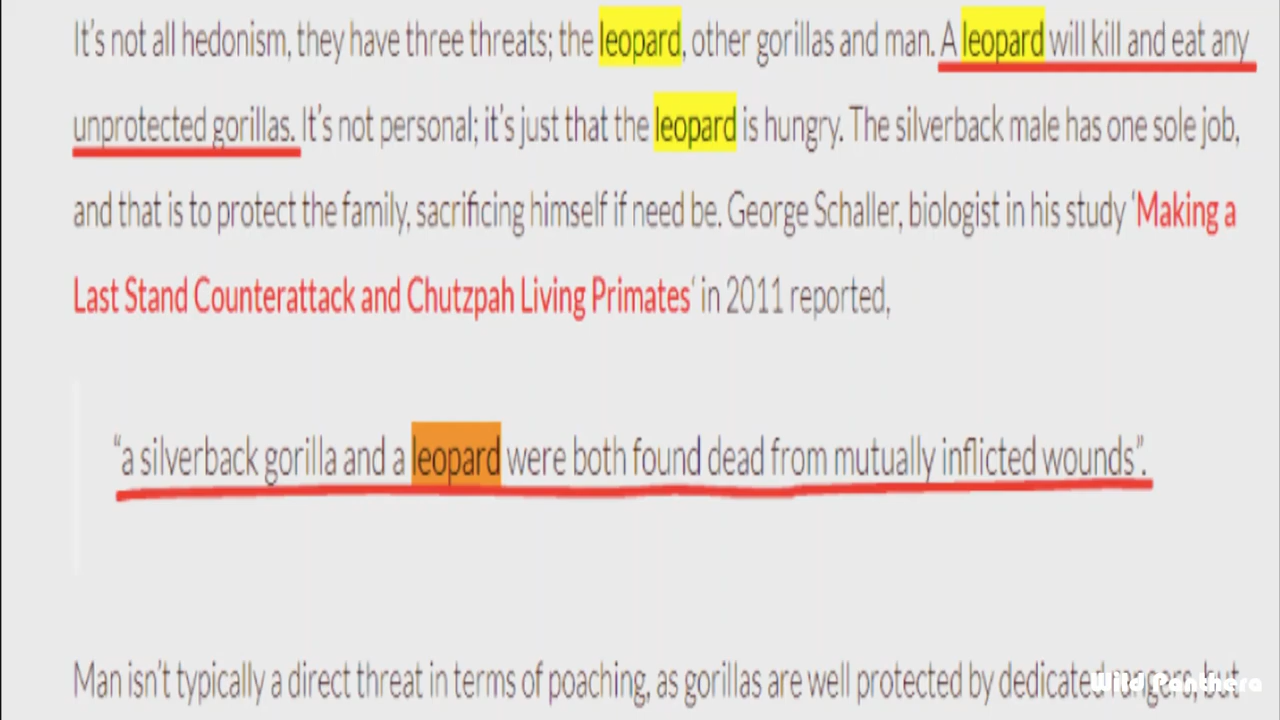 It's not all hedonism, they have three threats; the leopard, other gorillas and man. A leopard will kill and eat any
unprotected gorillas. It's not personal; it's just that the leopard is hungry. The silverback male has one sole job,
and that is to protect the family, sacrificing himself if need be. George Schaller, biologist in his study ‘Making a
Last Stand Counterattack and Chutzpah Living Primates‘ in 2011 reported,
“a silverback gorilla and a leopard were both found dead from mutually inflicted wounds”.
Man isn't typically a direct threat in terms of poaching, as gorillas are well protected by dedicated but
Wild Panthera